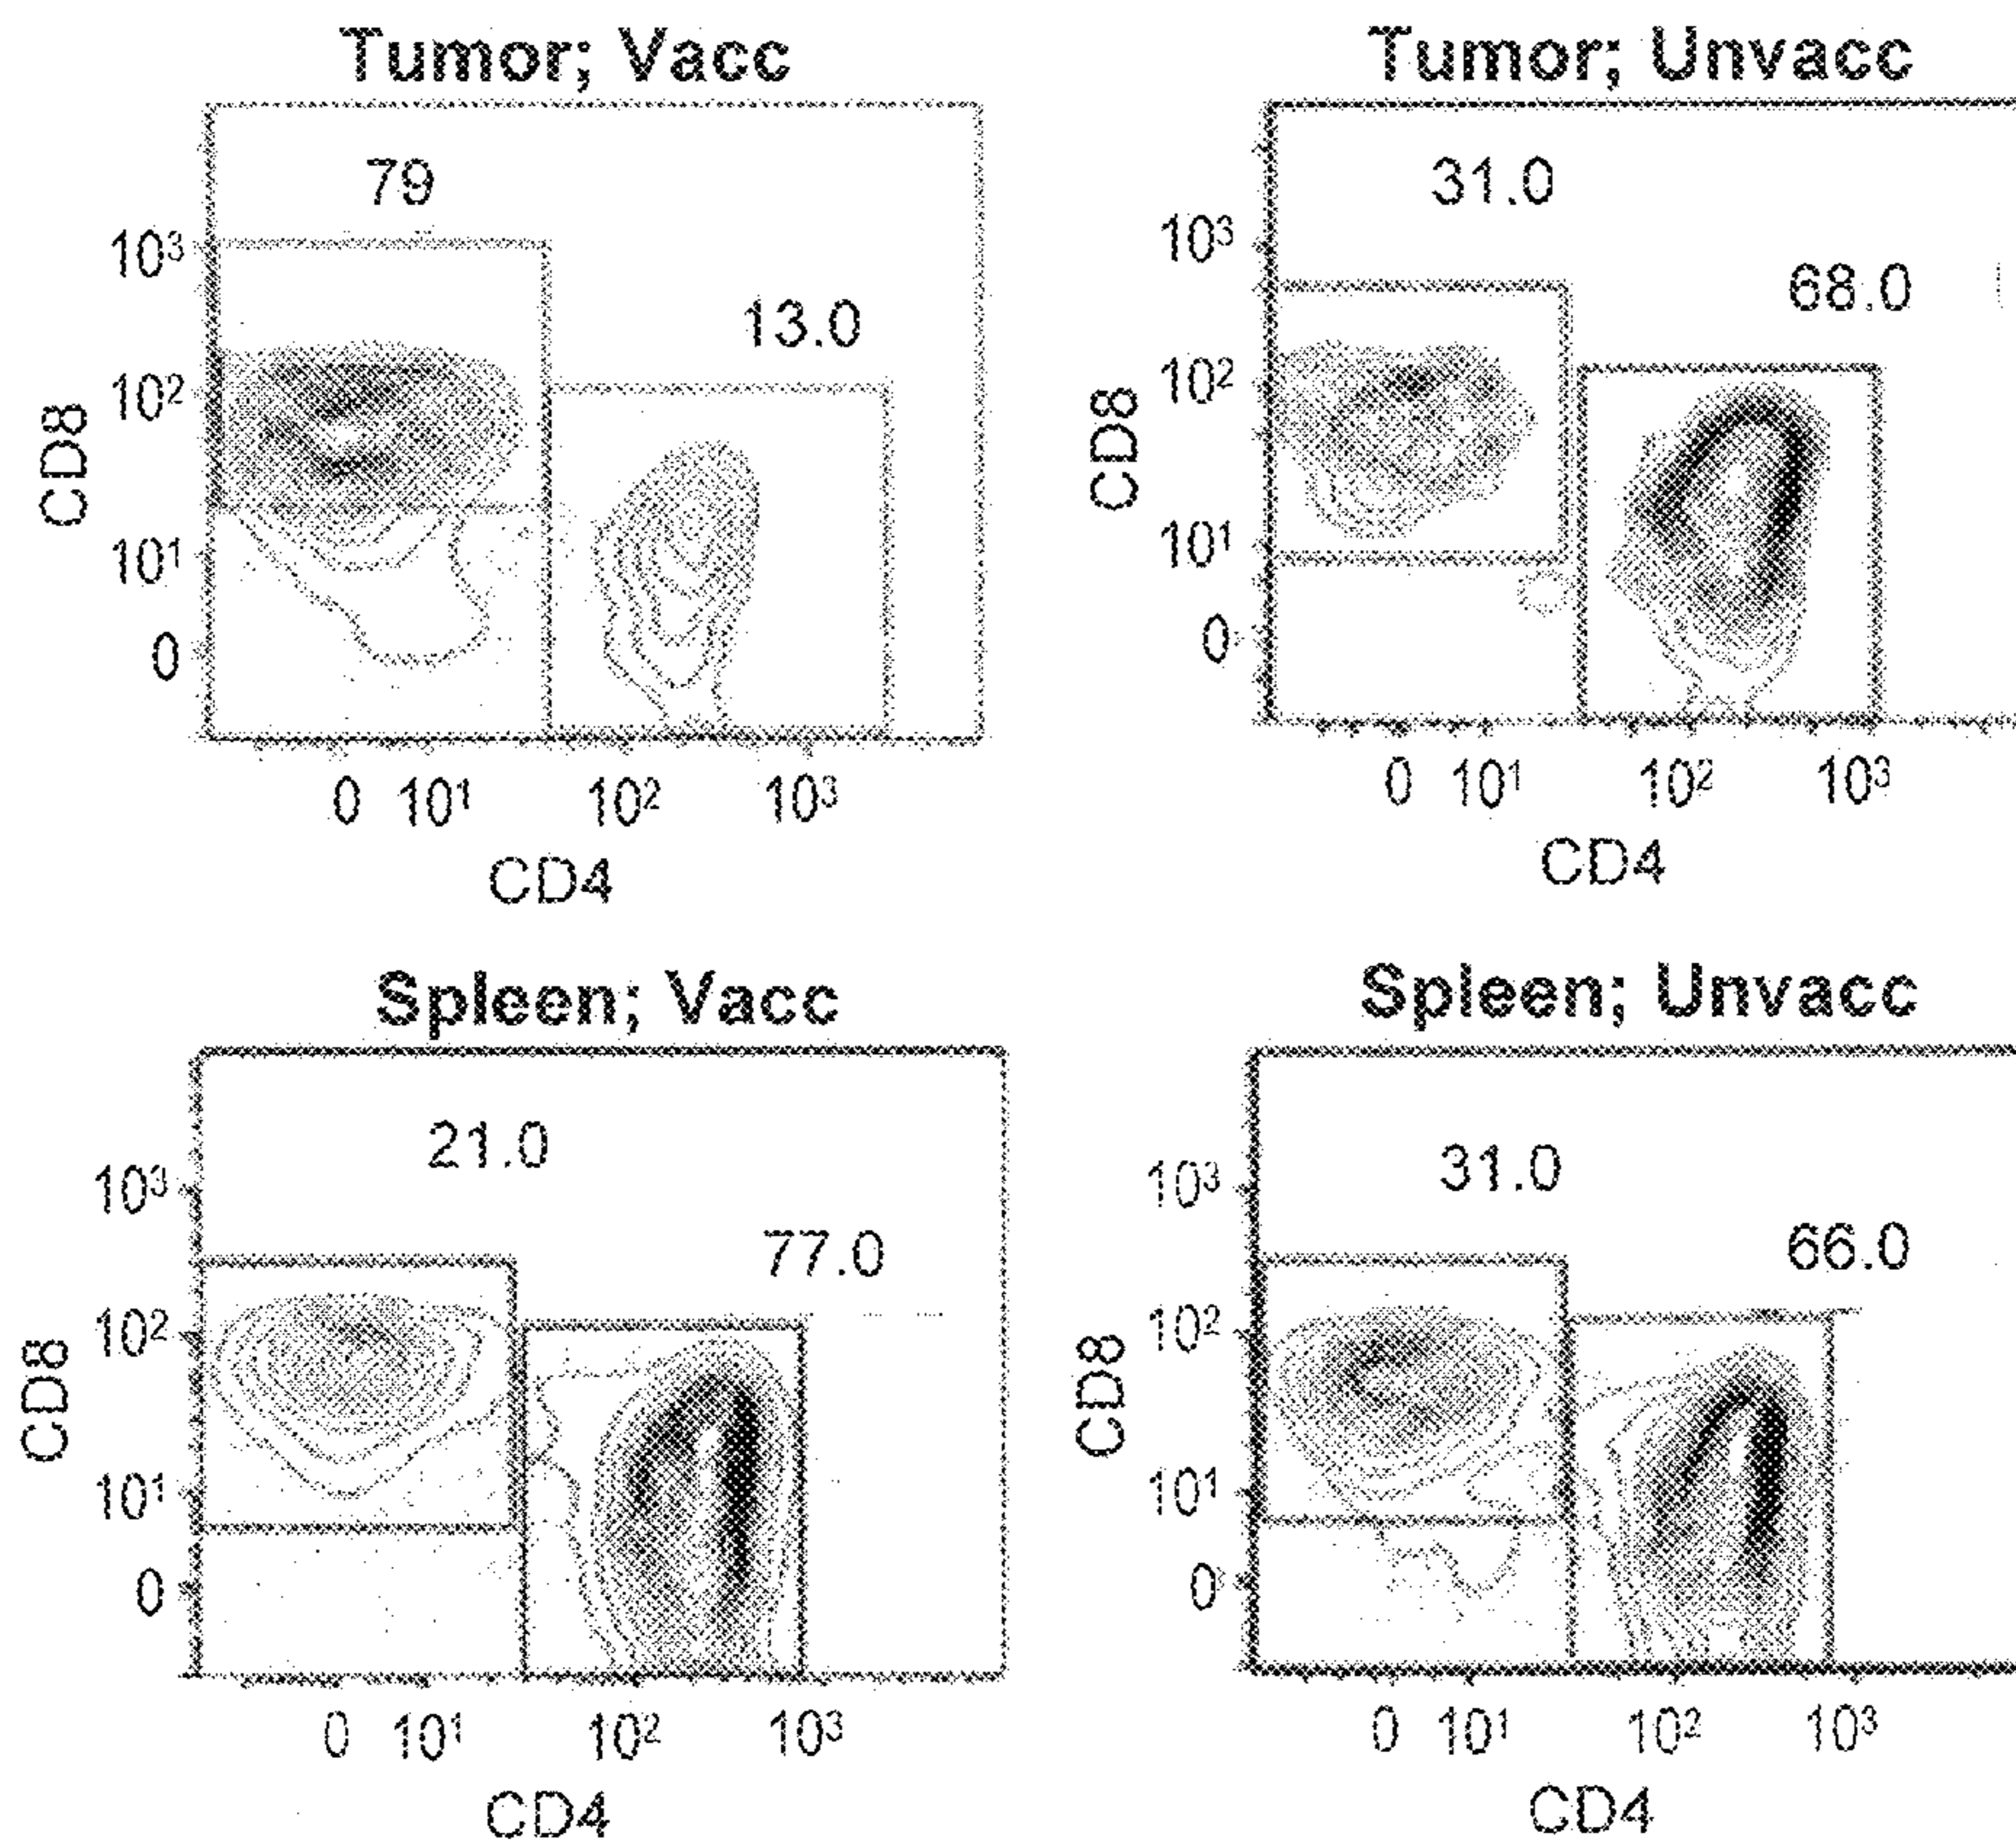 Tumor; Vacc
79
13.0
10³
10²
10¹
0
CD8
0 10¹ 10² 10³
CD4
Tumor; Unvacc
31.0
68.0
10³
10²
10¹
0
CD8
0 10¹ 10² 10³
CD4
Spleen; Vacc
21.0
77.0
10³
10²
10¹
0
CD8
0 10¹ 10² 10³
CD4
Spleen; Unvacc
31.0
66.0
10³
10²
10¹
0
CD8
0 10¹ 10² 10³
CD4